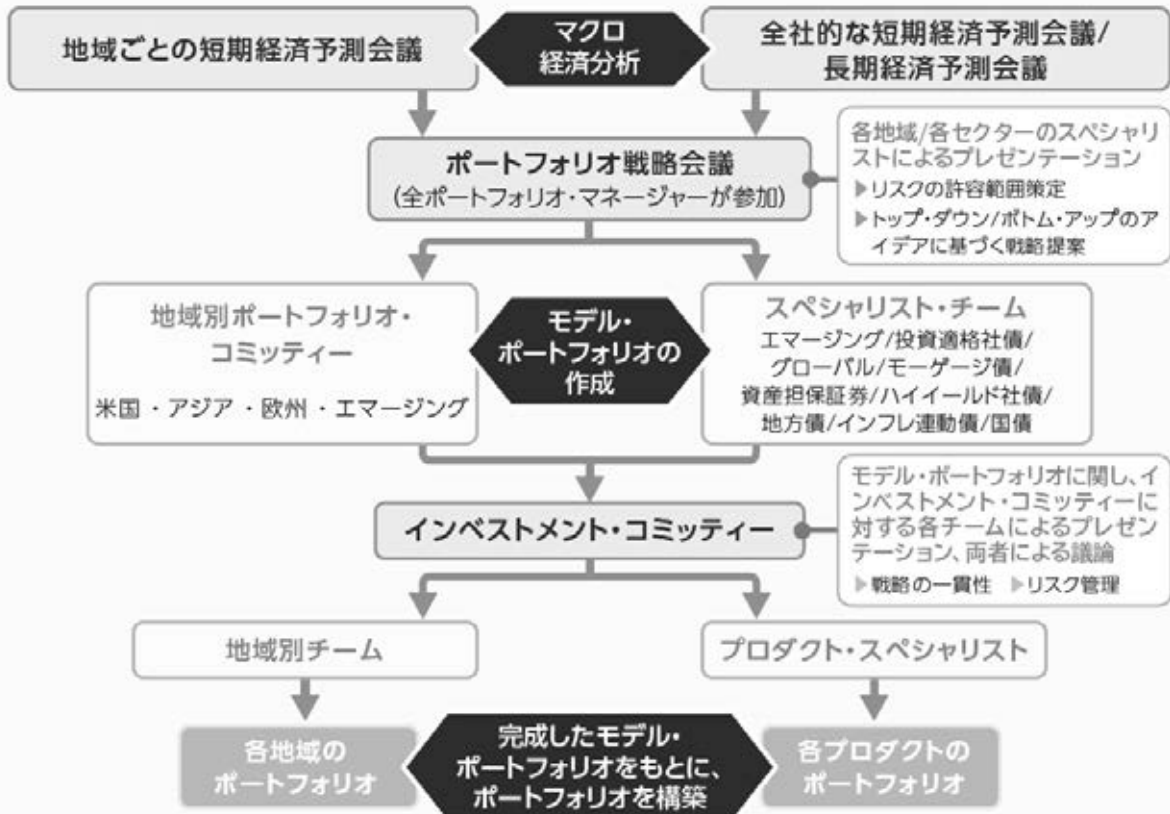 地域ごとの短期経済予測会議
マクロ
経済分析
全社的な短期経済予測会議/
長期経済予測会議
ポートフォリオ戦略会議
(全ポートフォリオ・マネージャーが参加)
各地域/各セクターのスペシャリ
ストによるプレゼンテーション
▶リスクの許容範囲策定
▶トップ・ダウン/ボトム・アップのア
イデアに基づく戦略提案
地域別ポートフォリオ・
コミッティー
米国 ・アジア ・欧州 ・エマージング
モデル・
ポートフォリオの
作成
スペシャリスト・チーム
エマージング/投資適格社債/
グローバル/モーゲージ債/
資産担保証券/ハイイールド社債/
地方債/インフレ連動債/国債
インベストメント・コミッティー
モデル・ポートフォリオに関し、イ
ンベストメント・コミッティーに
対する各チームによるプレゼン
テーション、両者による議論
▶戦略の一貫性 ▶リスク管理
地域別チーム
プロダクト・スペシャリスト
各地域の
ポートフォリオ
完成したモデル・
ポートフォリオをもとに、
ポートフォリオを構築
各プロダクトの
ポートフォリオ